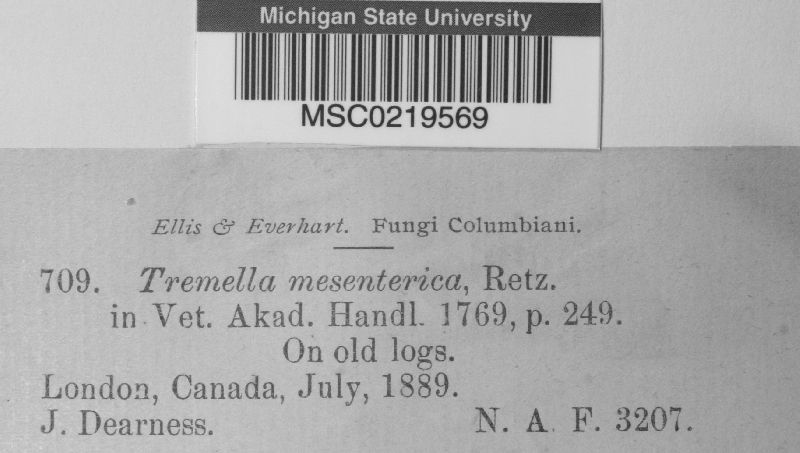 Michigan State University
MSC0219569
Ellis & Everhart. Fungi Columbiani.
709. Tremella mesenterica, Retz.
in Vet. Akad. Handl. 1769, p. 249.
On old logs.
London, Canada, July, 1889.
J. Dearness. N. A. F. 3207.